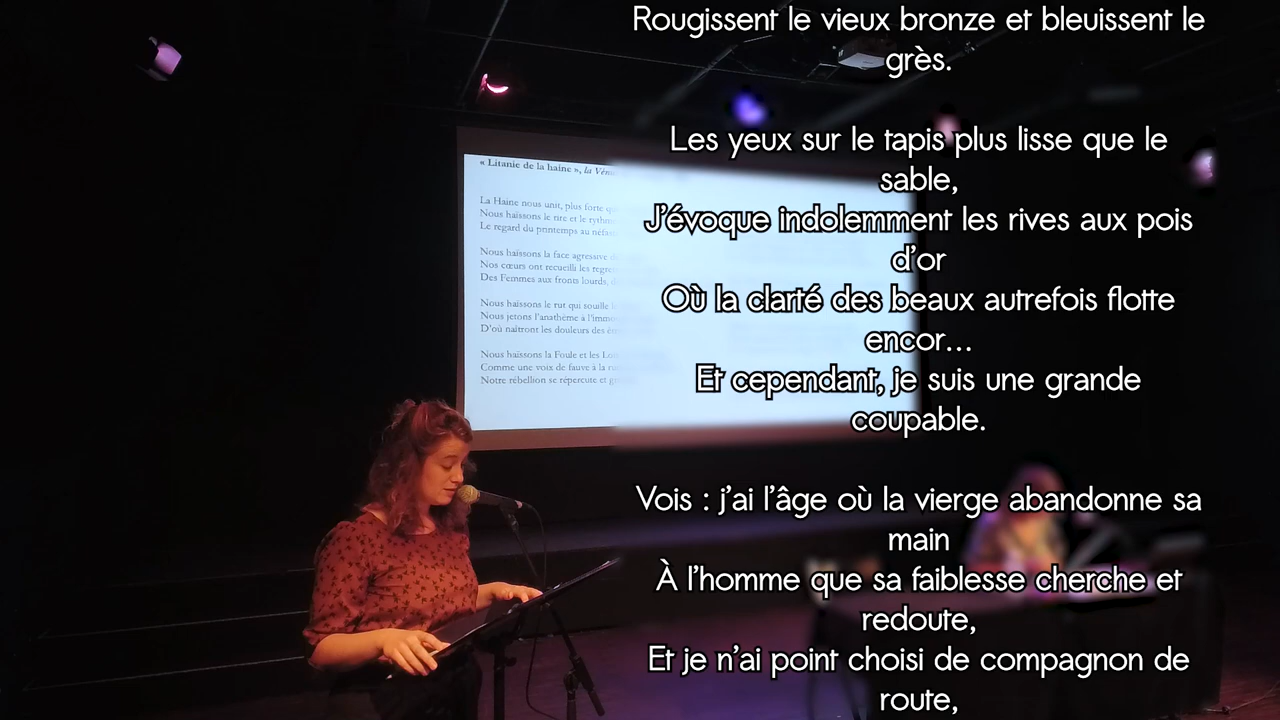 Rougissent le vieux bronze et bleuissent le
grès.
Les yeux sur le tapis plus lisse que le
sable,
J'évoque indolemment les rives aux pois
d'or
Où la clarté des beaux autrefois flotte
encor...
Et cependant, je suis une grande
coupable.
Vois : j'ai l'âge où la vierge abandonne sa
main
À l'homme que sa faiblesse cherche et
redoute,
Et je n'ai point choisi de compagnon de
route,
« Litanie de la haine », la
La Haine nous unit, plus forte
Nous haïssons le rire et le
Le regard du printemps au
Nous haïssons la face agressive
Nos cœurs ont recueilli les
Des Femmes aux fronts lourds,
Nous haïssons le rut qui souille
Nous jetons l'anathème à
D'où naîtront les douleurs des
Nous haïssons la Foule et les
Comme une voix de fauve à la
Notre rébellion se répercute et